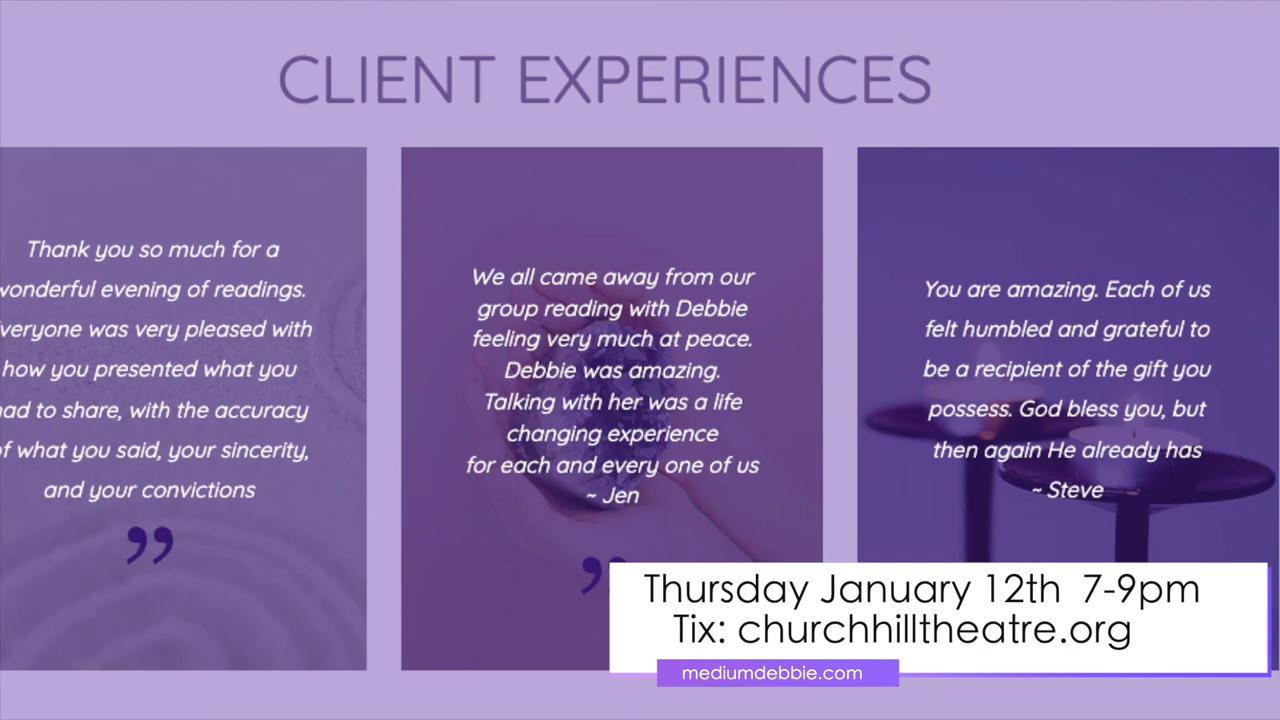 CLIENT EXPERIENCES
Thank you so much for a
wonderful evening of readings.
everyone was very pleased with
how you presented what you
had to share, with the accuracy
of what you said, your sincerity,
and your convictions
”
We all came away from our
group reading with Debbie
feeling very much at peace.
Debbie was amazing.
Talking with her was a life
changing experience
for each and every one of us
~ Jen
”
You are amazing. Each of us
felt humbled and grateful to
be a recipient of the gift you
possess. God bless you, but
then again He already has
~ Steve
Thursday January 12th 7-9pm
Tix: churchhilltheatre.org
mediumdebbie.com